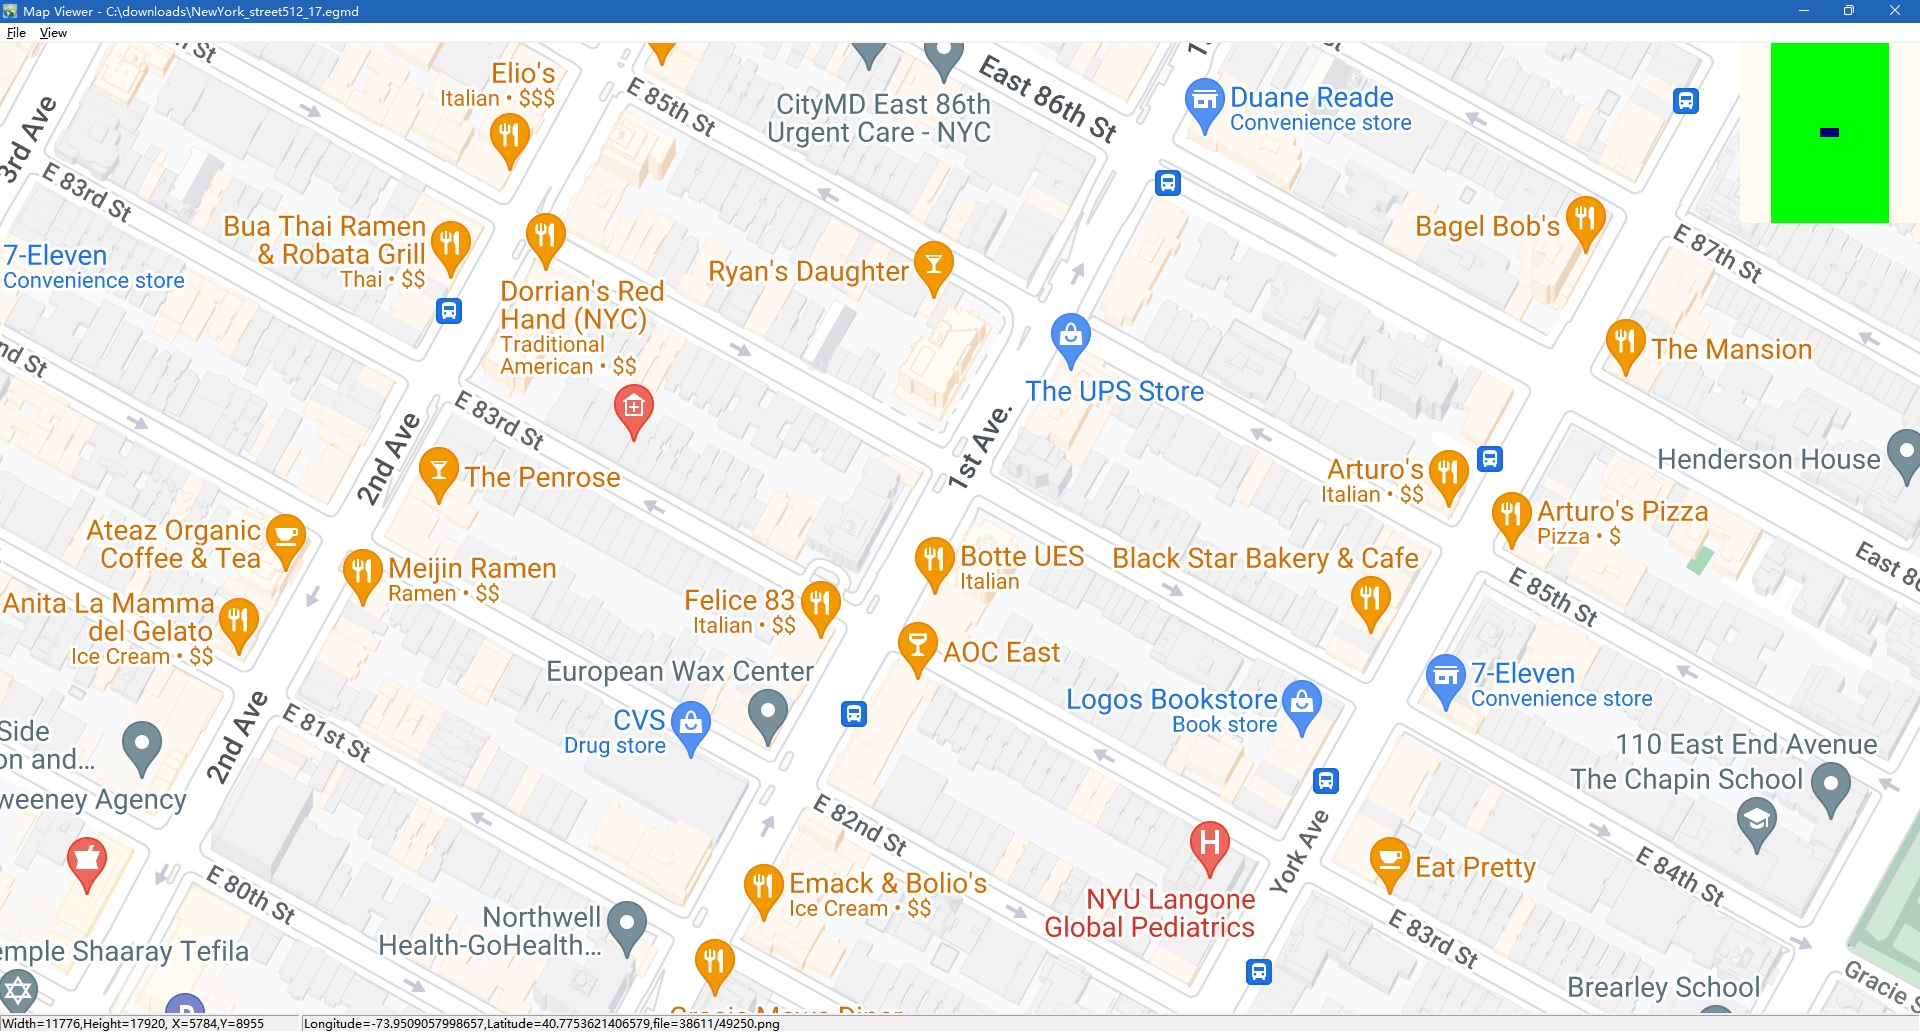 Map Viewer - C:\downloads\NewYork_street512_17.egmd
File View
Elio's
Italian • $$$
E 85th St
CityMD East 86th
Urgent Care - NYC
East 86th St
Duane Reade
Convenience store
3rd Ave
E 83rd St
Bua Thai Ramen
& Robata Grill
Thai • $$
7-Eleven
Convenience store
Ryan's Daughter
Bagel Bob's
E 87th St
Dorrian's Red
Hand (NYC)
Traditional
American • $$
The UPS Store
The Mansion
nd St
2nd Ave
E 83rd St
The Penrose
1st Ave.
Arturo's
Italian • $$
Henderson House
Arturo's Pizza
Pizza • $
Ateaz Organic
Coffee & Tea
Meijin Ramen
Ramen • $$
Botte UES
Italian
Black Star Bakery & Cafe
East 8
E 85th St
Anita La Mamma
del Gelato
Ice Cream • $$
Felice 83
Italian • $$
AOC East
European Wax Center
CVS
Drug store
Logos Bookstore
Book store
7-Eleven
Convenience store
2nd Ave
E 81st St
Side
on and...
weeney Agency
110 East End Avenue
The Chapin School
E 82nd St
York Ave
NYU Langone
Global Pediatrics
Eat Pretty
E 84th St
E 80th St
Emack & Bolio's
Ice Cream • $$
Northwell
Health-GoHealth...
E 83rd St
emple Shaaray Tefila
Brearley School
Gracie S
Gracie Mews Diner
Width=11776,Height=17920, X=5784,Y=8955
Longitude=-73.9509057998657,Latitude=40.7753621406579,file=38611/49250.png